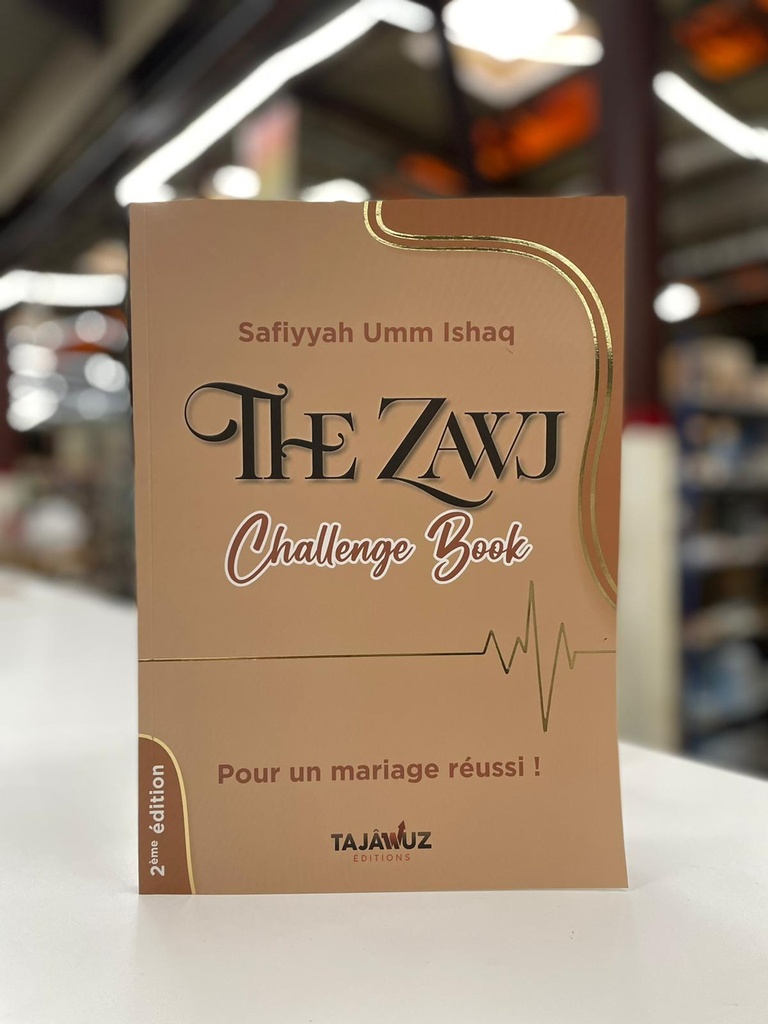 Safiyyah Umm Ishaq
THE ZAWJ
Challenge Book
Pour un mariage réussi !
2ème édition
TAJÂWUZ
ÉDITIONS